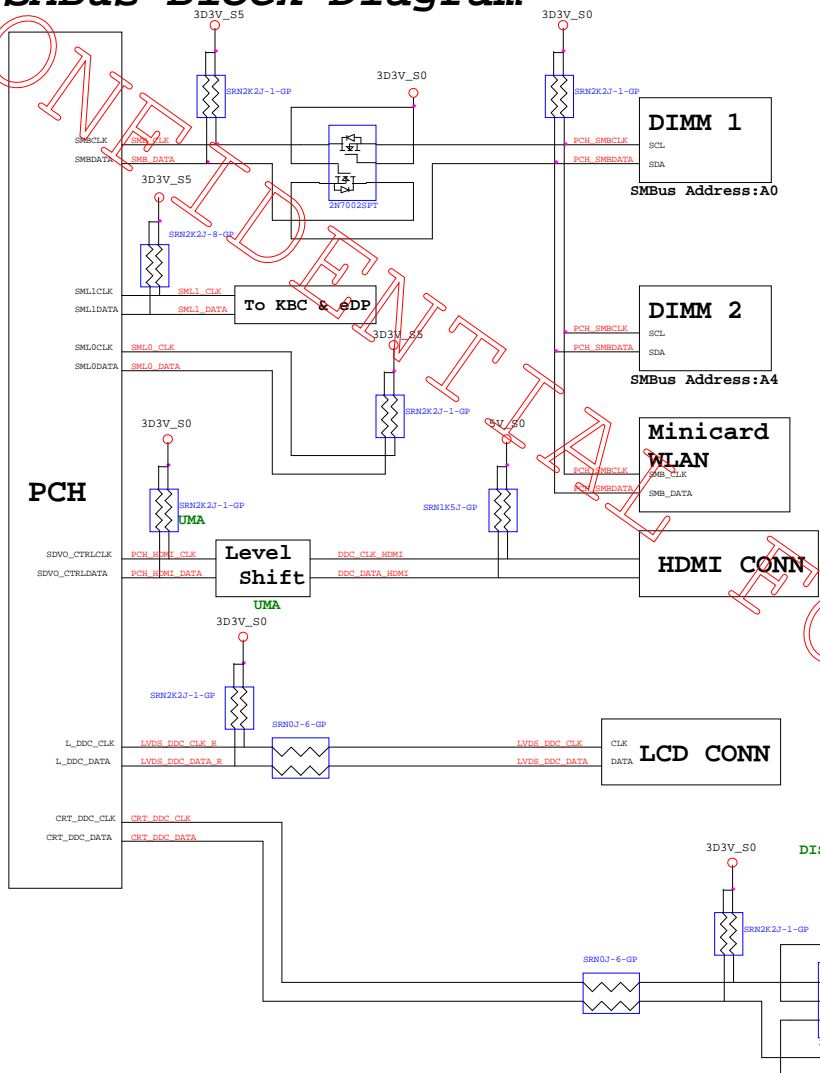 SMBus Block Diagram
3D3V_S5
3D3V_S0
3D3V_S0
SRN2K2J-1-GP
SRN2K2J-1-GP
DIMM 1
SMBCLK SMB_CLK
PCH_SMBCLK SCL
SMBDATA SMB_DATA
PCH_SMBDATA SDA
2N7002SPT
SMBus Address:A0
3D3V_S5
SRN2K2J-8-GP
SML1CLK SML1_CLK
SML1DATA SML1_DATA
To KBC & eDP
DIMM 2
3D3V_S5
PCH_SMBCLK SCL
SML0CLK SML0_CLK
PCH_SMBDATA SDA
SML0DATA SML0_DATA
SMBus Address:A4
SRN2K2J-1-GP
3D3V_S0
5V_S0
Minicard
WLAN
PCH_SMBCLK SMB_CLK
PCH_SMBDATA SMB_DATA
PCH
SRN2K2J-1-GP
UMA
SRN1K5J-GP
SDVO_CTRLCLK PCH_HDMI_CLK
Level
Shift
DDC_CLK_HDMI
HDMI CONN
SDVO_CTRLDATA PCH_HDMI_DATA
DDC_DATA_HDMI
UMA
3D3V_S0
SRN2K2J-1-GP
SRN0J-6-GP
L_DDC_CLK LVDS_DDC_CLK_R
LVDS_DDC_CLK CLK
LCD CONN
L_DDC_DATA LVDS_DDC_DATA_R
LVDS_DDC_DATA DATA
CRT_DDC_CLK CRT_DDC_CLK
CRT_DDC_DATA CRT_DDC_DATA
3D3V_S0
DIS
SRN2K2J-1-GP
SRN0J-6-GP
ONFIDENTIAL FO